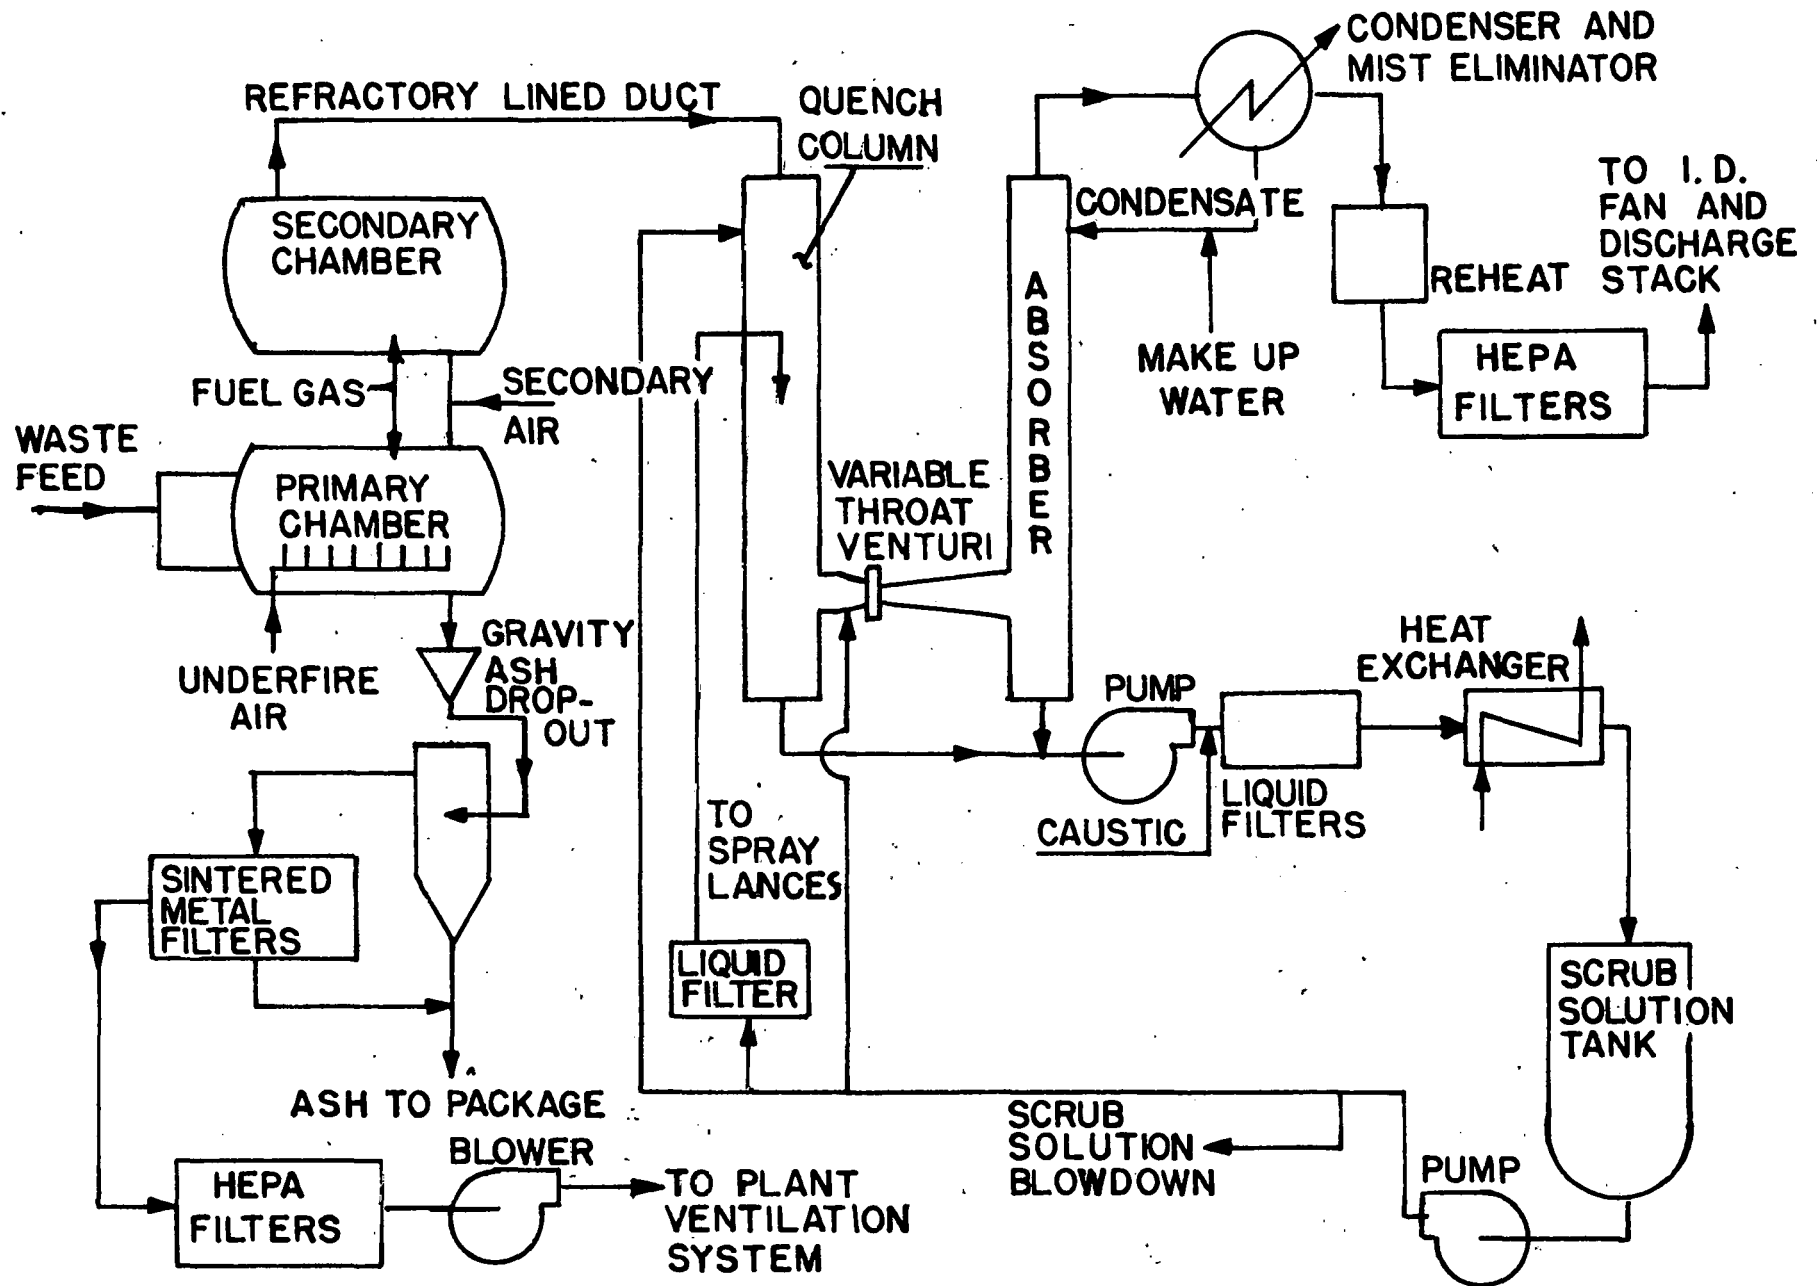 REFRACTORY LINED DUCT
QUENCH
COLUMN
CONDENSER AND
MIST ELIMINATOR
SECONDARY
CHAMBER
CONDENSATE
TO I.D.
FAN AND
DISCHARGE
STACK
REHEAT
ABSORBER
MAKE UP
WATER
HEPA
FILTERS
FUEL GAS
SECONDARY
AIR
WASTE
FEED
PRIMARY
CHAMBER
VARIABLE
THROAT
VENTURI
UNDERFIRE
AIR
GRAVITY
ASH
DROP-
OUT
PUMP
HEAT
EXCHANGER
LIQUID
FILTERS
CAUSTIC
TO
SPRAY
LANCES
SINTERED
METAL
FILTERS
LIQUID
FILTER
SCRUB
SOLUTION
TANK
ASH TO PACKAGE
SCRUB
SOLUTION
BLOWDOWN
BLOWER
HEPA
FILTERS
TO PLANT
VENTILATION
SYSTEM
PUMP